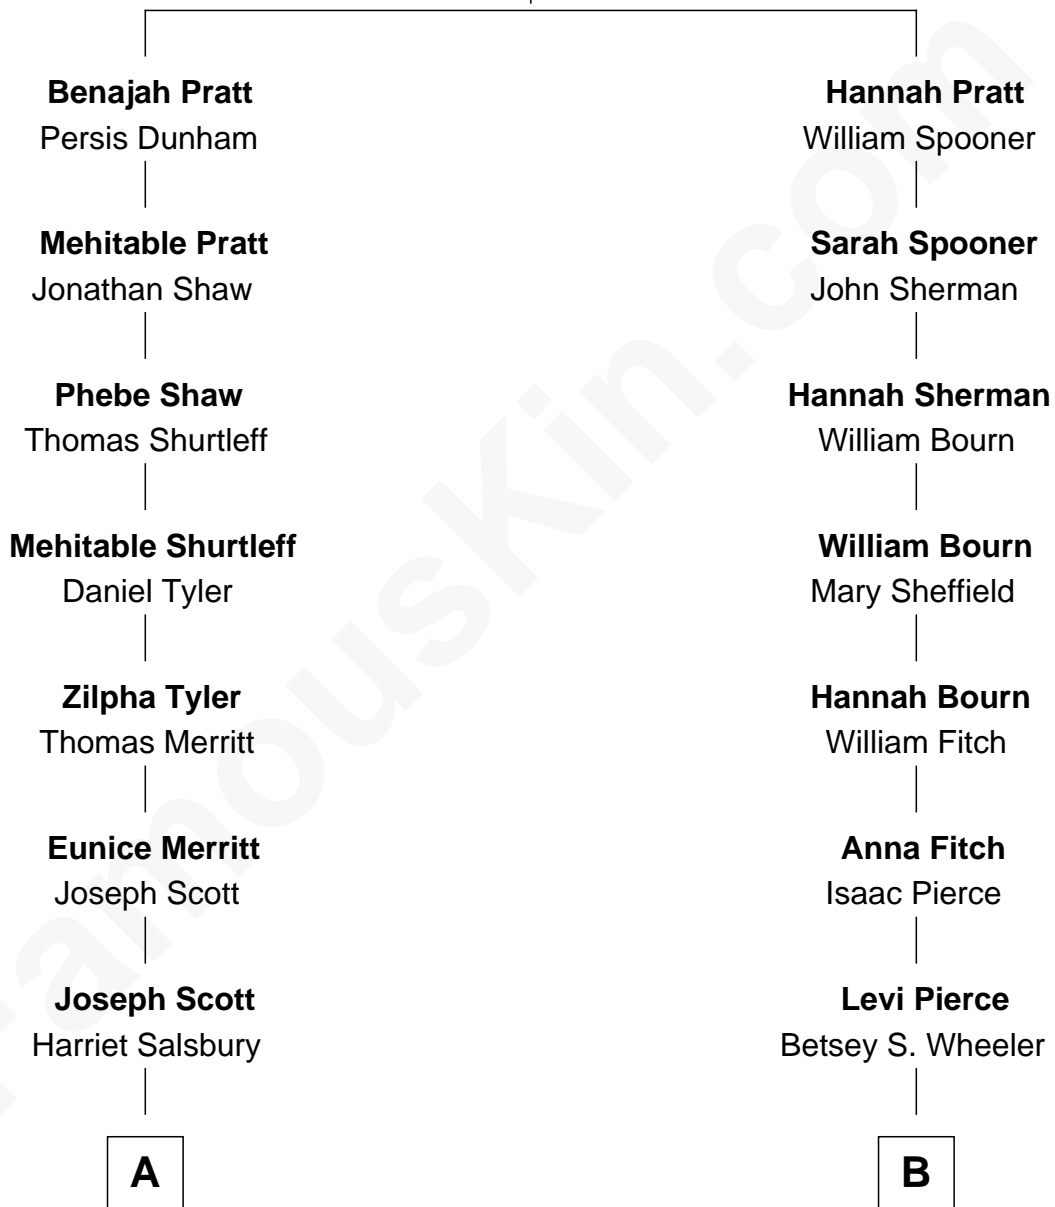 Benajah Pratt
Persis Dunham
Hannah Pratt
William Spooner
Mehitable Pratt
Jonathan Shaw
Sarah Spooner
John Sherman
Phebe Shaw
Thomas Shurtleff
Hannah Sherman
William Bourn
Mehitable Shurtleff
Daniel Tyler
William Bourn
Mary Sheffield
Zilpha Tyler
Thomas Merritt
Hannah Bourn
William Fitch
Eunice Merritt
Joseph Scott
Anna Fitch
Isaac Pierce
Joseph Scott
Harriet Salsbury
Levi Pierce
Betsey S. Wheeler
A
B
FamousKin.com